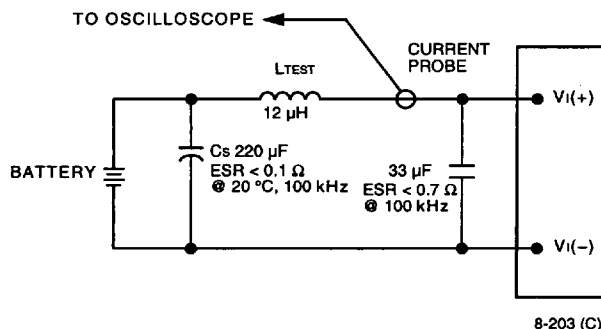 TO OSCILLOSCOPE
CURRENT
PROBE
LTEST
12 µH
VI(+)
Cs 220 µF
ESR < 0.1 Ω
@ 20 °C, 100 kHz
BATTERY
33 µF
ESR < 0.7 Ω
@ 100 kHz
VI(–)
8-203 (C)